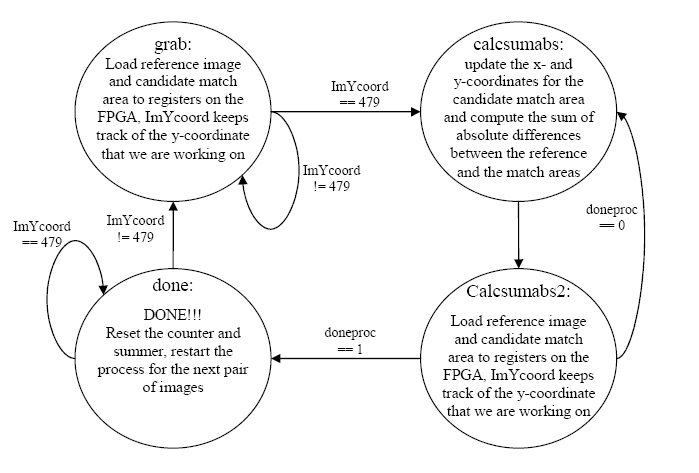 grab:
Load reference image
and candidate match
area to registers on the
FPGA, ImYcoord keeps
track of the y-coordinate
that we are working on
ImYcoord
== 479
calcsumabs:
update the x- and
y-coordinates for the
candidate match area
and compute the sum of
absolute differences
between the reference
and the match areas
ImYcoord
!= 479
doneproc
== 0
ImYcoord
== 479
ImYcoord
!= 479
done:
DONE!!!
Reset the counter and
summer, restart the
process for the next pair
of images
doneproc
== 1
Calcsumabs2:
Load reference image
and candidate match
area to registers on the
FPGA, ImYcoord keeps
track of the y-coordinate
that we are working on